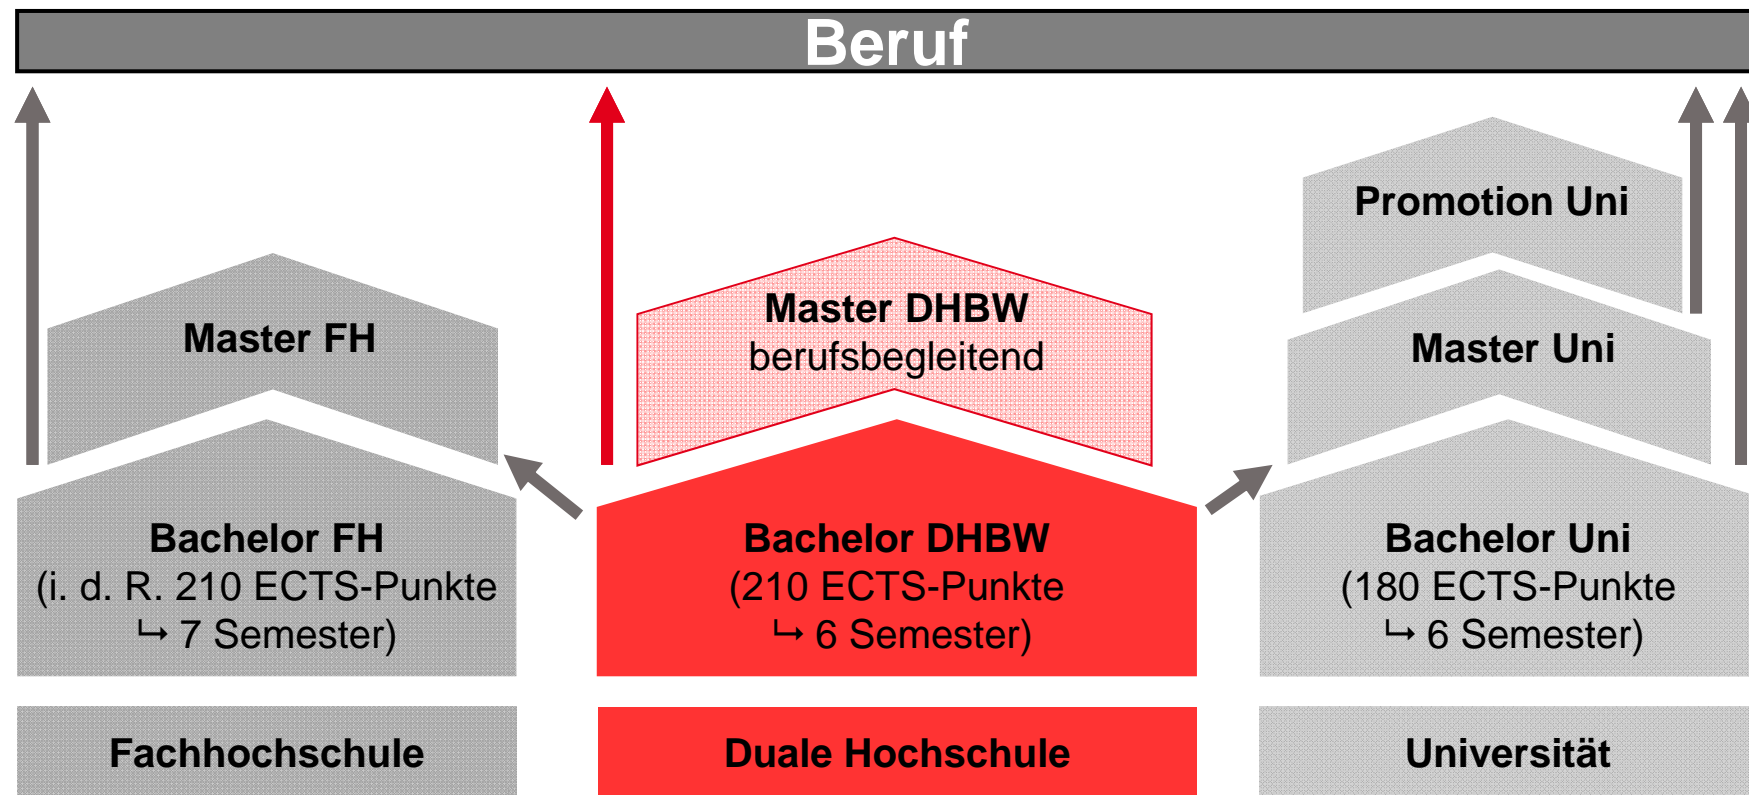 Beruf
Master FH
Bachelor FH
(i. d. R. 210 ECTS-Punkte
↳ 7 Semester)
Fachhochschule
Master DHBW
berufsbegleitend
Bachelor DHBW
(210 ECTS-Punkte
↳ 6 Semester)
Duale Hochschule
Promotion Uni
Master Uni
Bachelor Uni
(180 ECTS-Punkte
↳ 6 Semester)
Universität